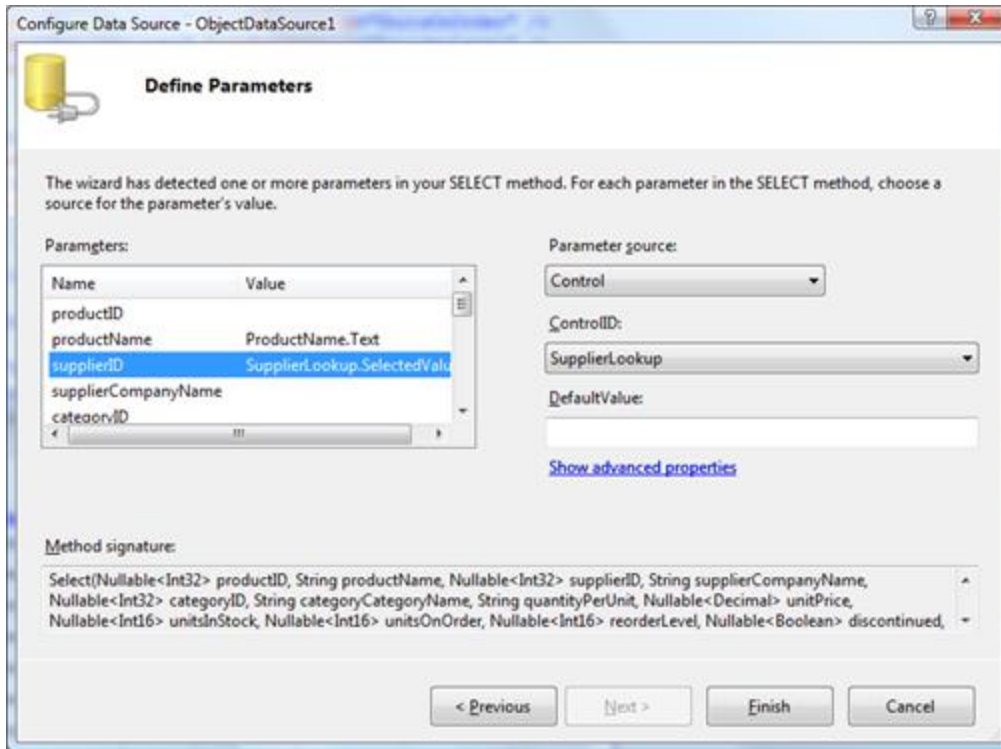 Configure Data Source - ObjectDataSource1
Define Parameters
The wizard has detected one or more parameters in your SELECT method. For each parameter in the SELECT method, choose a
source for the parameter's value.
Parameters:
Name Value
productID
productName ProductName.Text
supplierID SupplierLookup.SelectedValu
supplierCompanyName
categoryID
Parameter source:
Control
ControlID:
SupplierLookup
DefaultValue:
Show advanced properties
Method signature:
Select(Nullable<Int32> productID, String productName, Nullable<Int32> supplierID, String supplierCompanyName,
Nullable<Int32> categoryID, String categoryCategoryName, String quantityPerUnit, Nullable<Decimal> unitPrice,
Nullable<Int16> unitsInStock, Nullable<Int16> unitsOnOrder, Nullable<Int16> reorderLevel, Nullable<Boolean> discontinued,
< Previous Next > Finish Cancel